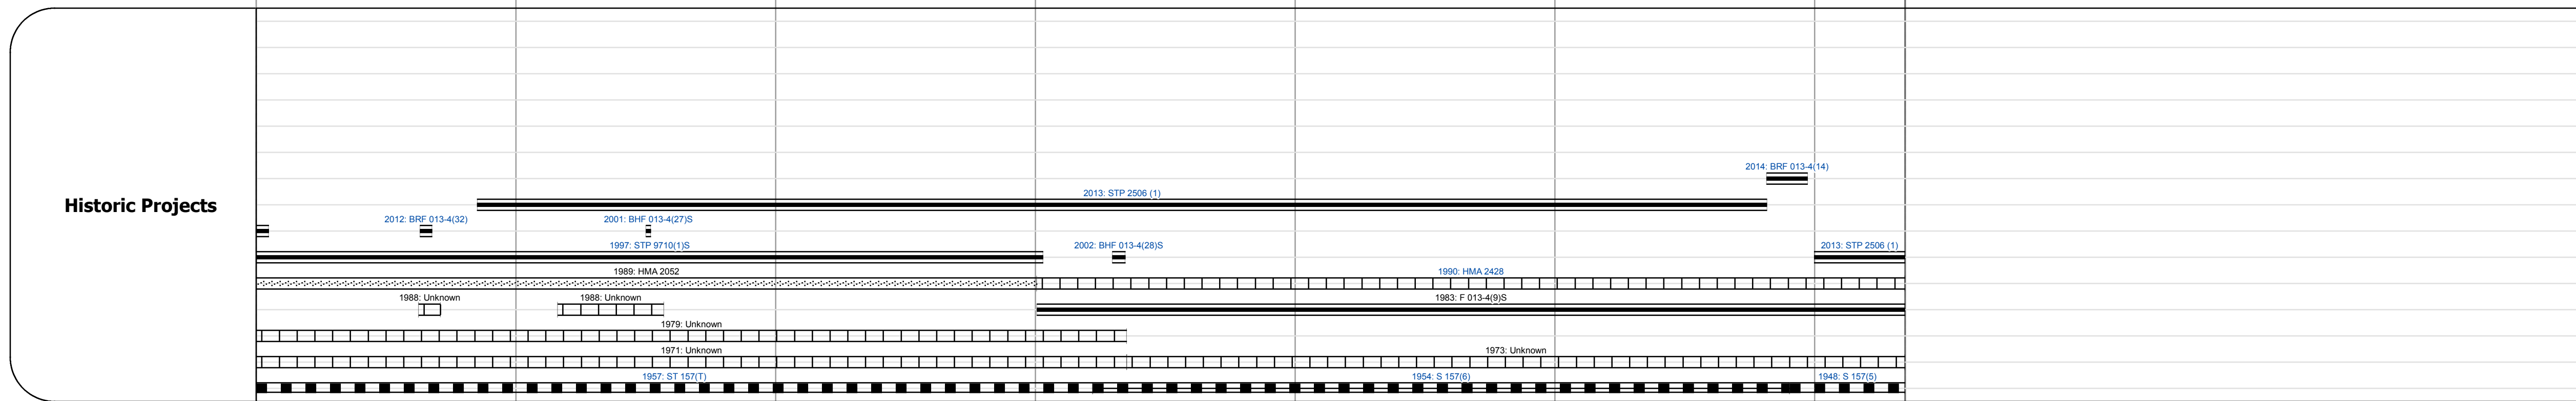 2014: BRF 013-4(14)
2013: STP 2506 (1)
Historic Projects
2012: BRF 013-4(32)
2001: BHF 013-4(27)S
1997: STP 9710(1)S
2002: BHF 013-4(28)S
2013: STP 2506 (1)
1989: HMA 2052
1990: HMA 2428
1988: Unknown
1988: Unknown
1983: F 013-4(9)S
1979: Unknown
1971: Unknown
1973: Unknown
1957: ST 157(T)
1954: S 157(6)
1948: S 157(5)